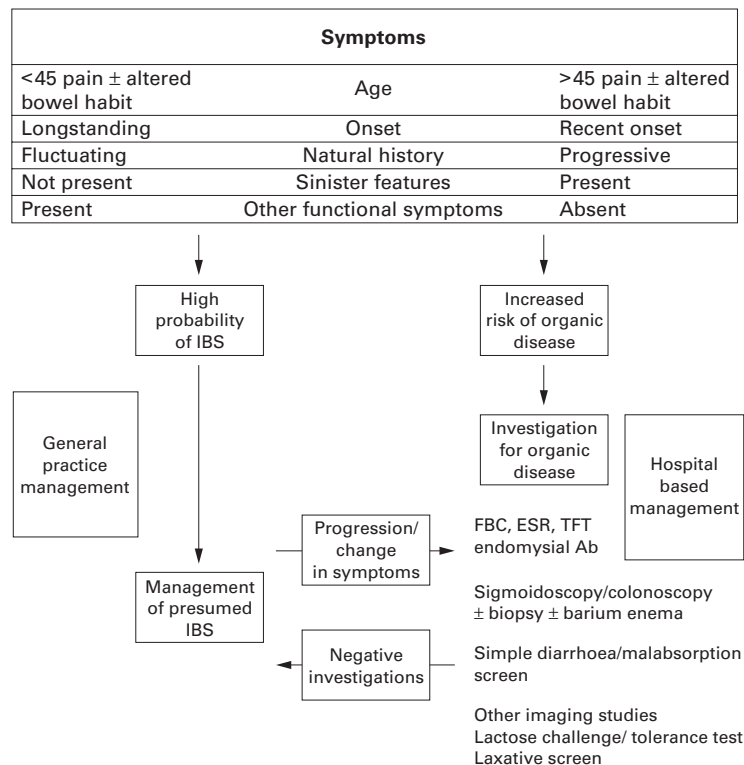 Symptoms
<45 pain ± altered
bowel habit
Age
>45 pain ± altered
bowel habit
Longstanding Onset Recent onset
Fluctuating Natural history Progressive
Not present Sinister features Present
Present Other functional symptoms Absent
High
probability
of IBS
Increased
risk of organic
disease
General
practice
management
Investigation
for organic
disease
Hospital
based
management
Progression/
change
in symptoms
FBC, ESR, TFT
endomysial Ab
Management
of presumed
IBS
Sigmoidoscopy/colonoscopy
± biopsy ± barium enema
Negative
investigations
Simple diarrhoea/malabsorption
screen
Other imaging studies
Lactose challenge/ tolerance test
Laxative screen